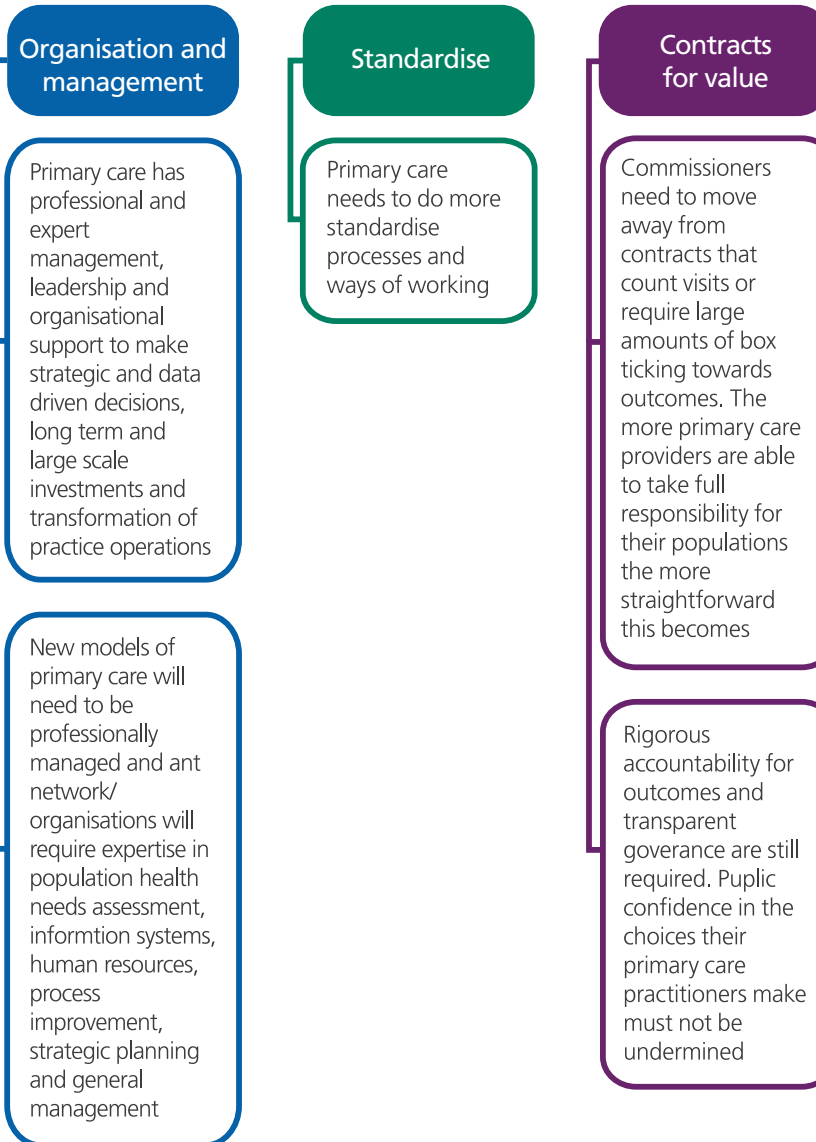 Organisation and
management
Primary care has
professional and
expert
management,
leadership and
organisational
support to make
strategic and data
driven decisions,
long term and
large scale
investments and
transformation of
practice operations
New models of
primary care will
need to be
professionally
managed and ant
network/
organisations will
require expertise in
population health
needs assessment,
informtion systems,
human resources,
process
improvement,
strategic planning
and general
management
Standardise
Primary care
needs to do more
standardise
processes and
ways of working
Contracts
for value
Commissioners
need to move
away from
contracts that
count visits or
require large
amounts of box
ticking towards
outcomes. The
more primary care
providers are able
to take full
responsibility for
their populations
the more
straightforward
this becomes
Rigorous
accountability for
outcomes and
transparent
goverance are still
required. Puplic
confidence in the
choices their
primary care
practitioners make
must not be
undermined